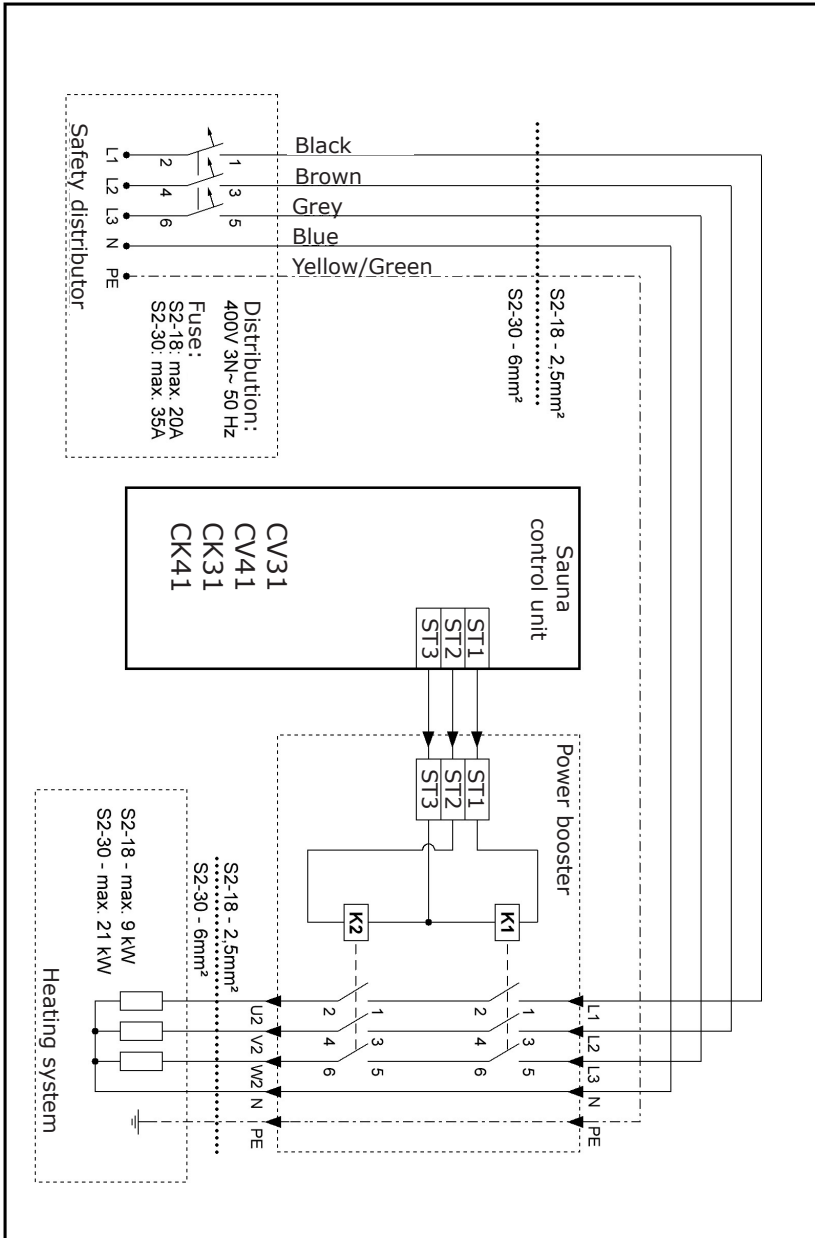 Safety distributor
L1
L2
L3
N
PE
2
4
6
1
3
5
Black
Brown
Grey
Blue
Yellow/Green
Distribution:
400V 3N~ 50 Hz
Fuse:
S2-18: max. 20A
S2-30: max. 35A
S2-18 - 2,5mm²
S2-30 - 6mm²
Sauna
control unit
CV31
CV41
CK31
CK41
ST1
ST2
ST3
Power booster
ST1
ST2
ST3
K1
K2
L1
L2
L3
N
PE
1
3
5
2
4
6
1
3
5
2
4
6
U2
V2
W2
N
PE
S2-18 - 2,5mm²
S2-30 - 6mm²
S2-18 - max. 9 kW
S2-30 - max. 21 kW
Heating system